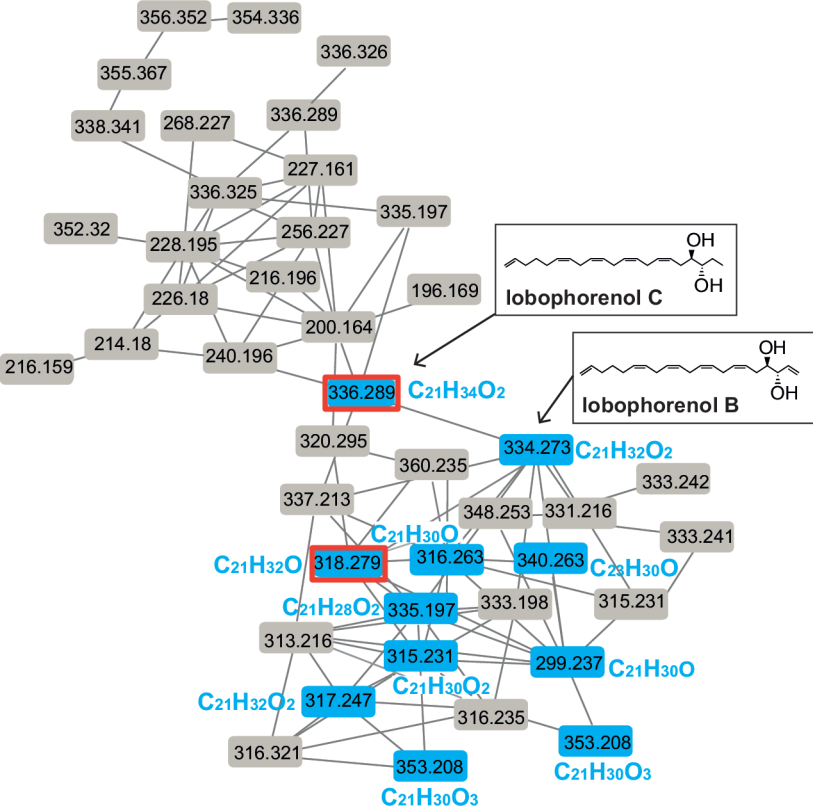 356.352 354.336
336.326
355.367
338.341 268.227 336.289
227.161
336.325
335.197
352.32 228.195 256.227
216.196
226.18 196.169
200.164
214.18
240.196
216.159
OH
OH
lobophorenol C
336.289 C21H34O2
OH
OH
lobophorenol B
320.295
334.273 C21H32O2
360.235
333.242
337.213
348.253 331.216
333.241
C21H30O
C21H32O 318.279 316.263 340.263 C23H30O
C21H28O2 335.197 333.198 315.231
313.216
315.231 299.237 C21H30O
C21H30O2
C21H32O2 317.247
316.235
316.321 353.208
353.208 C21H30O3
C21H30O3